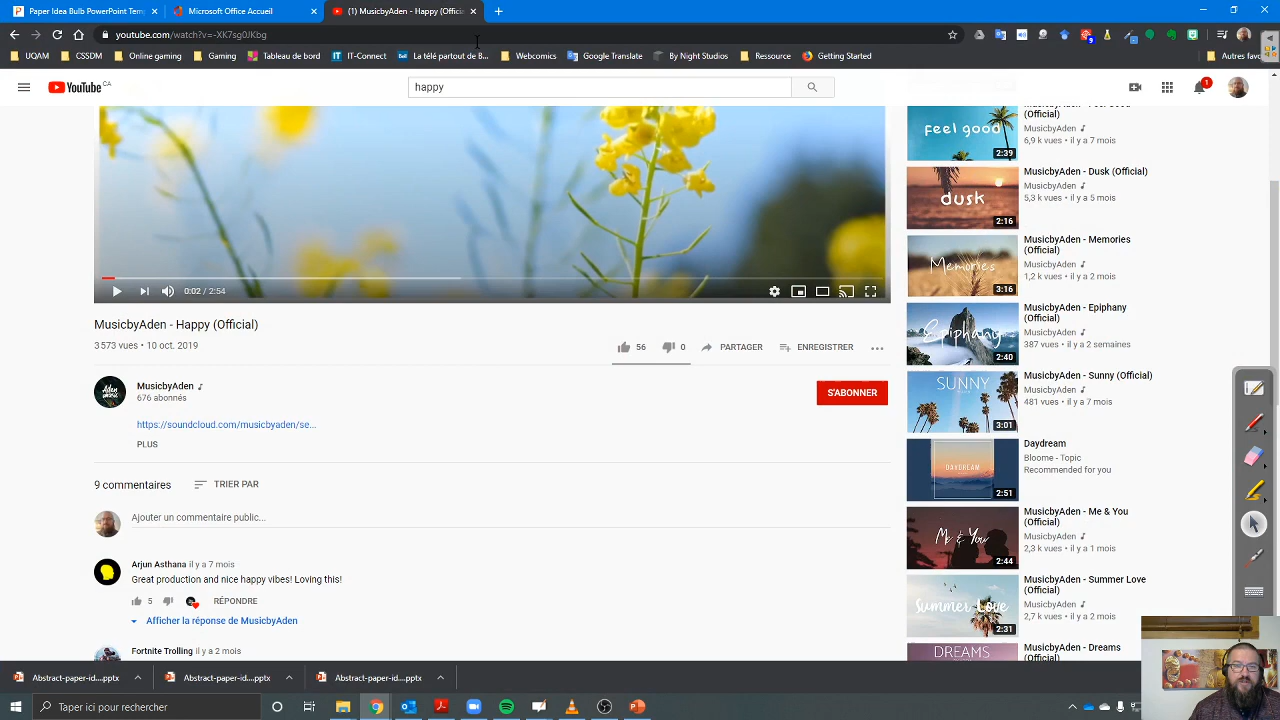 Paper Idea Bulb PowerPoint Temp
Microsoft Office Accueil
(1) MusicbyAden - Happy (Officia
youtube.com/watch?v=-XK7sg0JKbg
UQAM
CSSDM
Online gaming
Gaming
Tableau de bord
IT-Connect
La télé partout de B...
Webcomics
Google Translate
By Night Studios
Ressource
Getting Started
Autres favoris
YouTube CA
happy
1
0:02 / 2:54
MusicbyAden - Happy (Official)
3 573 vues • 10 oct. 2019
56
0
PARTAGER
ENREGISTRER
MusicbyAden
676 abonnés
S'ABONNER
https://soundcloud.com/musicbyaden/se...
PLUS
9 commentaires
TRIER PAR
Ajouter un commentaire public...
Arjun Asthana il y a 7 mois
Great production and nice happy vibes! Loving this!
5
RÉPONDRE
Afficher la réponse de MusicbyAden
Fortnite Trolling il y a 2 mois
feel good
2:39
(Official)
MusicbyAden
6,9 k vues • il y a 7 mois
dusk
2:16
MusicbyAden - Dusk (Official)
MusicbyAden
5,3 k vues • il y a 5 mois
Memories
3:16
MusicbyAden - Memories
(Official)
MusicbyAden
1,2 k vues • il y a 2 mois
Epiphany
2:40
MusicbyAden - Epiphany
(Official)
MusicbyAden
387 vues • il y a 2 semaines
SUNNY
3:01
MusicbyAden - Sunny (Official)
MusicbyAden
481 vues • il y a 7 mois
DAYDREAM
2:51
Daydream
Bloome - Topic
Recommended for you
Me & You
2:44
MusicbyAden - Me & You
(Official)
MusicbyAden
2,3 k vues • il y a 1 mois
Summer Love
2:31
MusicbyAden - Summer Love
(Official)
MusicbyAden
2,7 k vues • il y a 2 mois
DREAMS
MusicbyAden - Dreams
(Official)
Abstract-paper-id....pptx
Abstract-paper-id....pptx
Abstract-paper-id....pptx
Taper ici pour rechercher